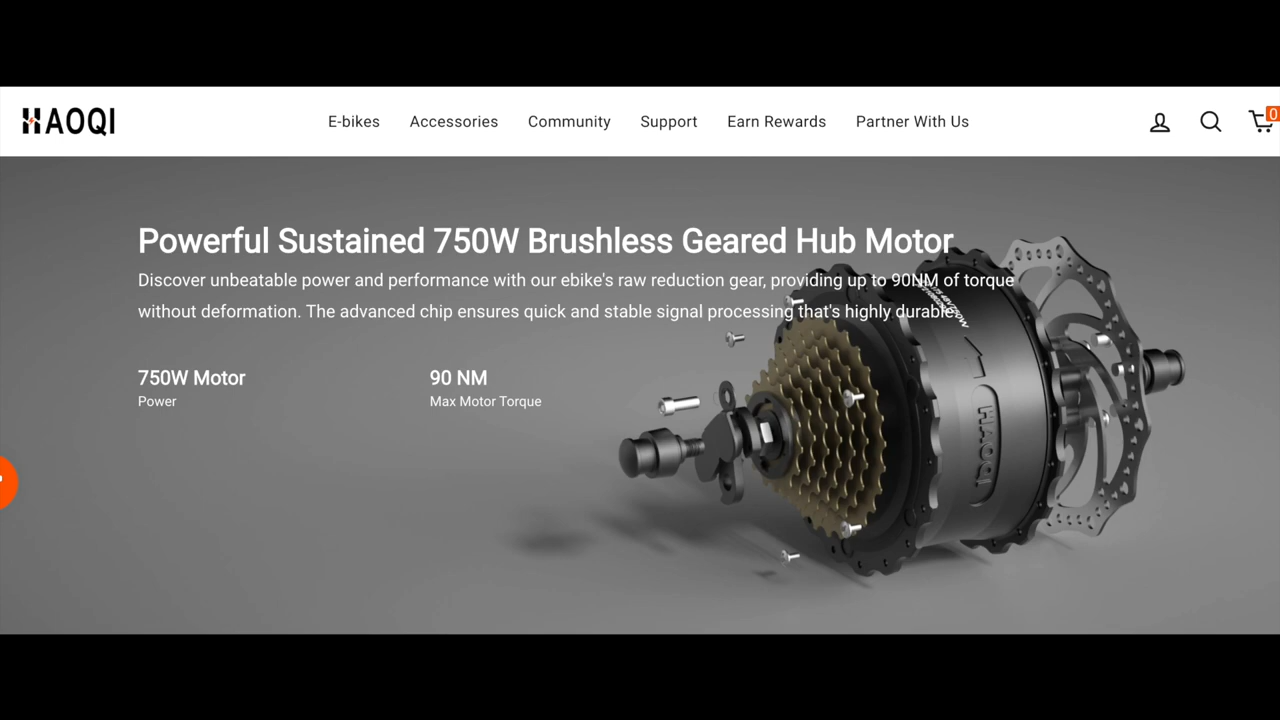 HAOQI
E-bikes Accessories Community Support Earn Rewards Partner With Us
0
Powerful Sustained 750W Brushless Geared Hub Motor
Discover unbeatable power and performance with our ebike's raw reduction gear, providing up to 90NM of torque
without deformation. The advanced chip ensures quick and stable signal processing that's highly durable.
750W Motor
Power
90 NM
Max Motor Torque
HAOQI